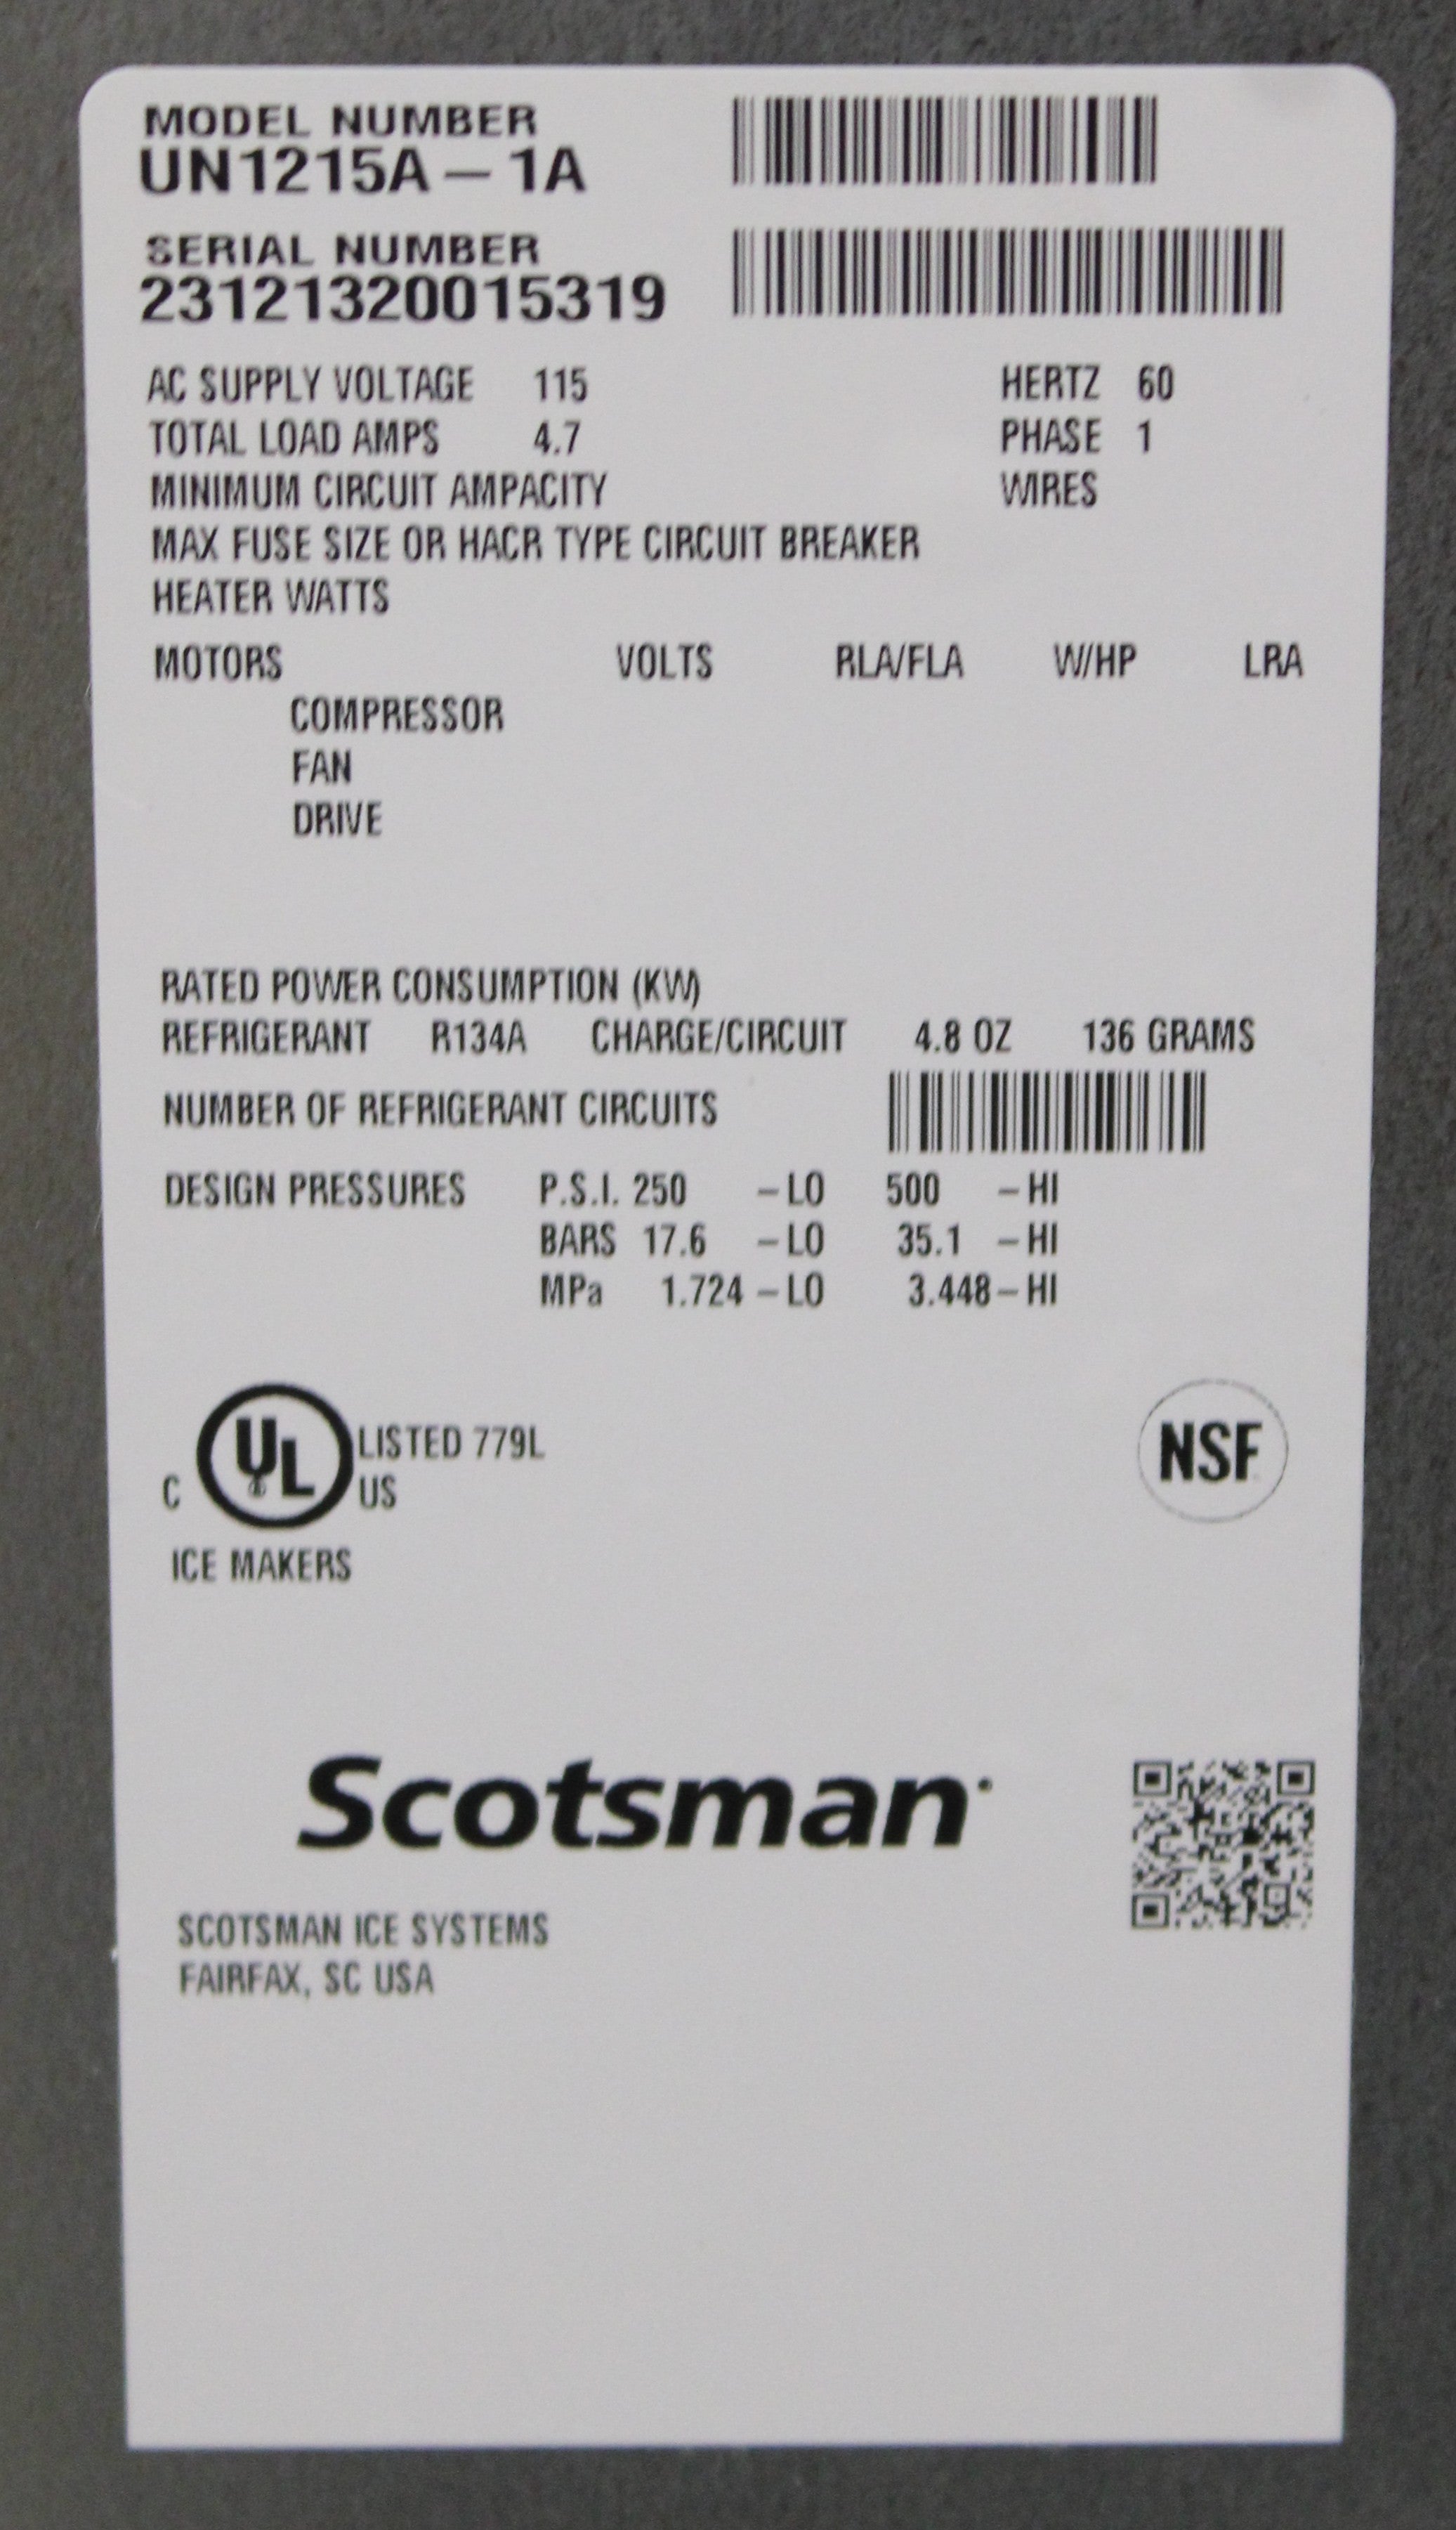 MODEL NUMBER
UN1215A – 1A
SERIAL NUMBER
23121320015319
AC SUPPLY VOLTAGE 115 HERTZ 60
TOTAL LOAD AMPS 4.7 PHASE 1
MINIMUM CIRCUIT AMPACITY WIRES
MAX FUSE SIZE OR HACR TYPE CIRCUIT BREAKER
HEATER WATTS
MOTORS VOLTS RLA/FLA W/HP LRA
COMPRESSOR
FAN
DRIVE
RATED POWER CONSUMPTION (KW)
REFRIGERANT R134A CHARGE/CIRCUIT 4.8 OZ 136 GRAMS
NUMBER OF REFRIGERANT CIRCUITS
DESIGN PRESSURES P.S.I. 250 – LO 500 – HI
BARS 17.6 – LO 35.1 – HI
MPa 1.724 – LO 3.448 – HI
C UL LISTED 779L
US
NSF
ICE MAKERS
Scotsman
SCOTSMAN ICE SYSTEMS
FAIRFAX, SC USA